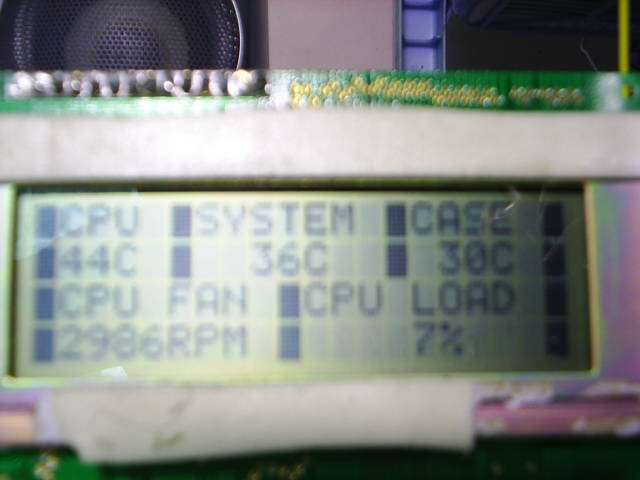 CPU SYSTEM CASE
44C 36C 30C
CPU FAN CPU LOAD
2986RPM 7%